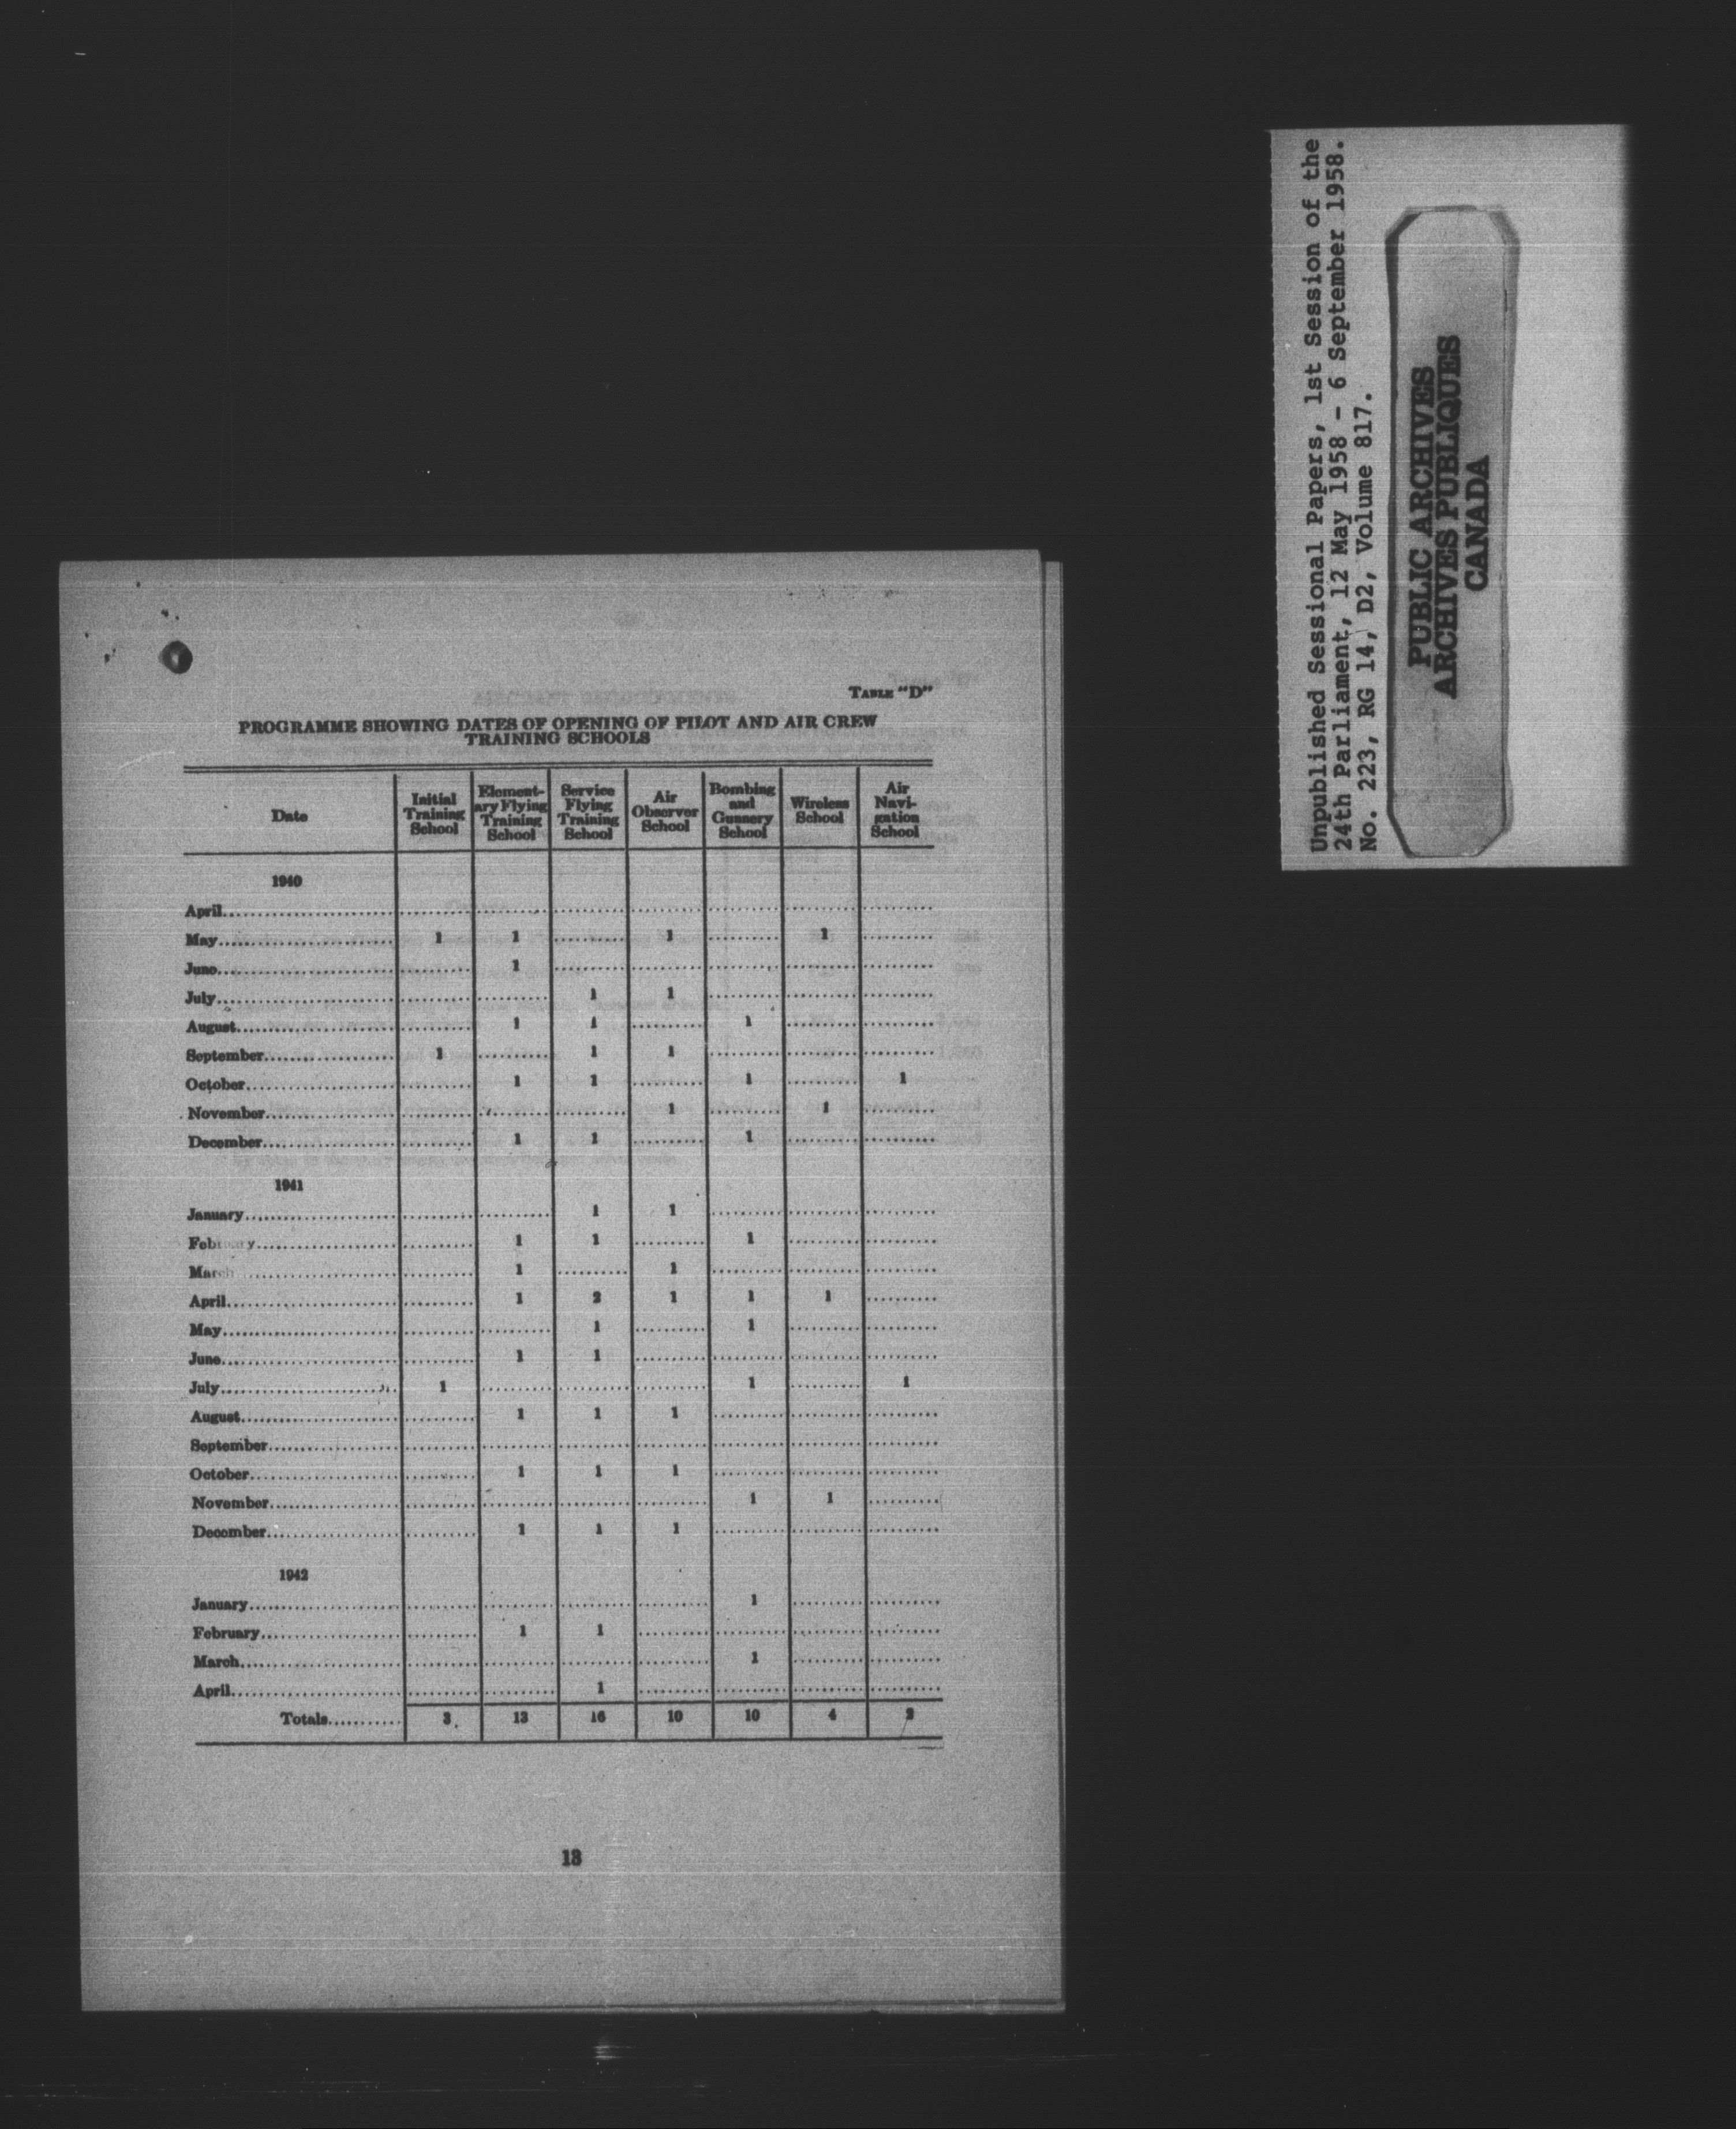 TABLE "D"
PROGRAMME SHOWING DATES OF OPENING OF PILOT AND AIR CREW
TRAINING SCHOOLS
Date | Initial Training School | Element-ary Flying Training School | Service Flying Training School | Air Observer School | Bombing and Gunnery School | Wireless School | Air Navi-gation School
1940
April
May 1 1 1 1
June 1
July 1 1
August 1 1 1
September 1 1 1
October 1 1 1 1
November 1 1
December 1 1 1
1941
January 1 1
February 1 1 1
March 1 1
April 1 2 1 1 1
May 1 1
June 1 1
July 1 1 1
August 1 1 1
September
October 1 1 1
November 1 1
December 1 1 1
1942
January 1
February 1 1
March 1
April 1
Totals 3 13 16 10 10 4 2
13
Unpublished Sessional Papers, 1st Session of the
24th Parliament, 12 May 1958 - 6 September 1958.
No. 223, RG 14, D2, Volume 817.
PUBLIC ARCHIVES
ARCHIVES PUBLIQUES
CANADA